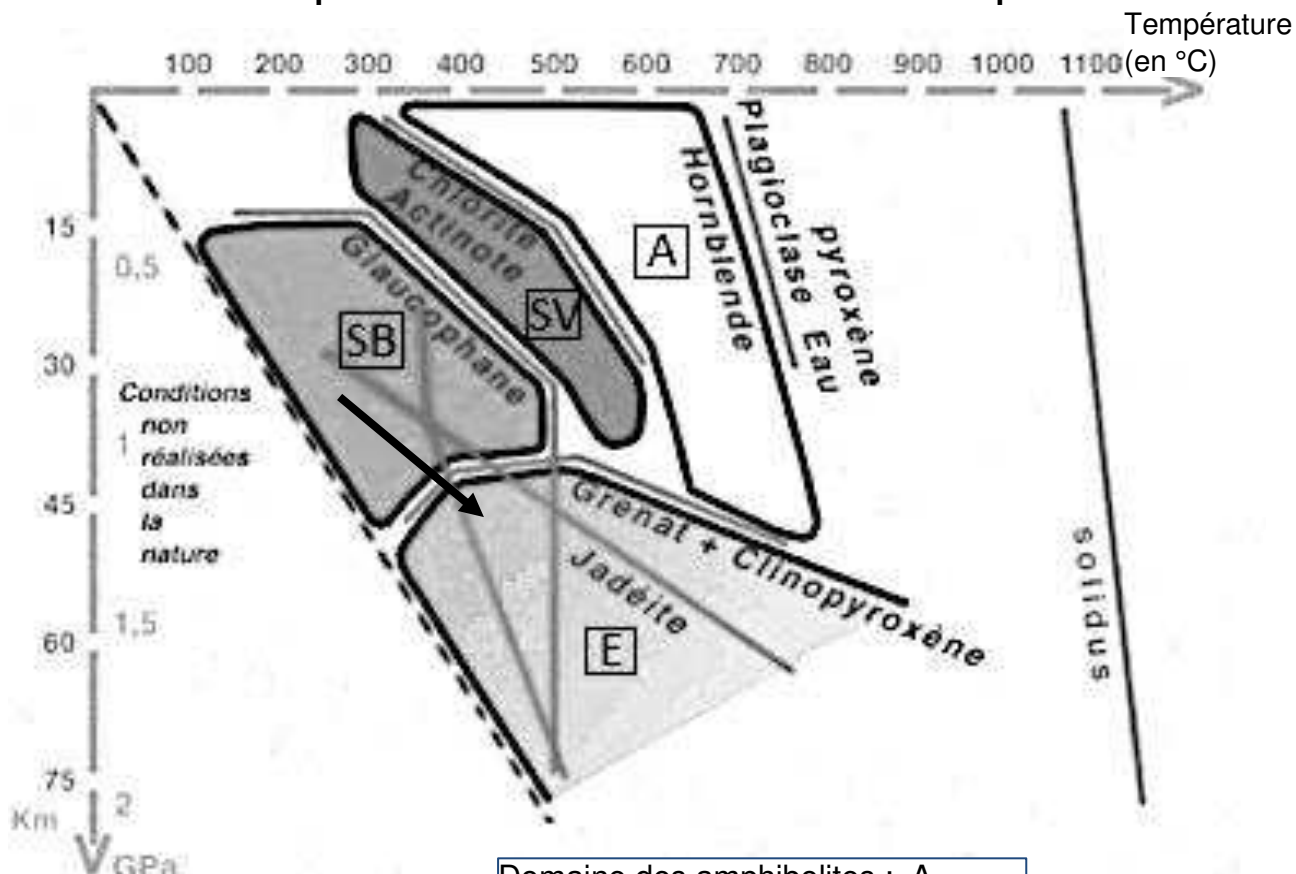 Température
(en °C)
100 200 300 400 500 600 700 800 900 1000 1100
15
30
45
60
75
Km
0,5
1
1,5
2
GPa
Conditions
non
réalisées
dans
la
nature
Glaucophane
SB
Chlorite
Actinote
SV
A
Hornblende
Plagioclase Eau
pyroxène
Grenat + Clinopyroxène
Jadéite
E
solidus
Domaine des amphibolites : A